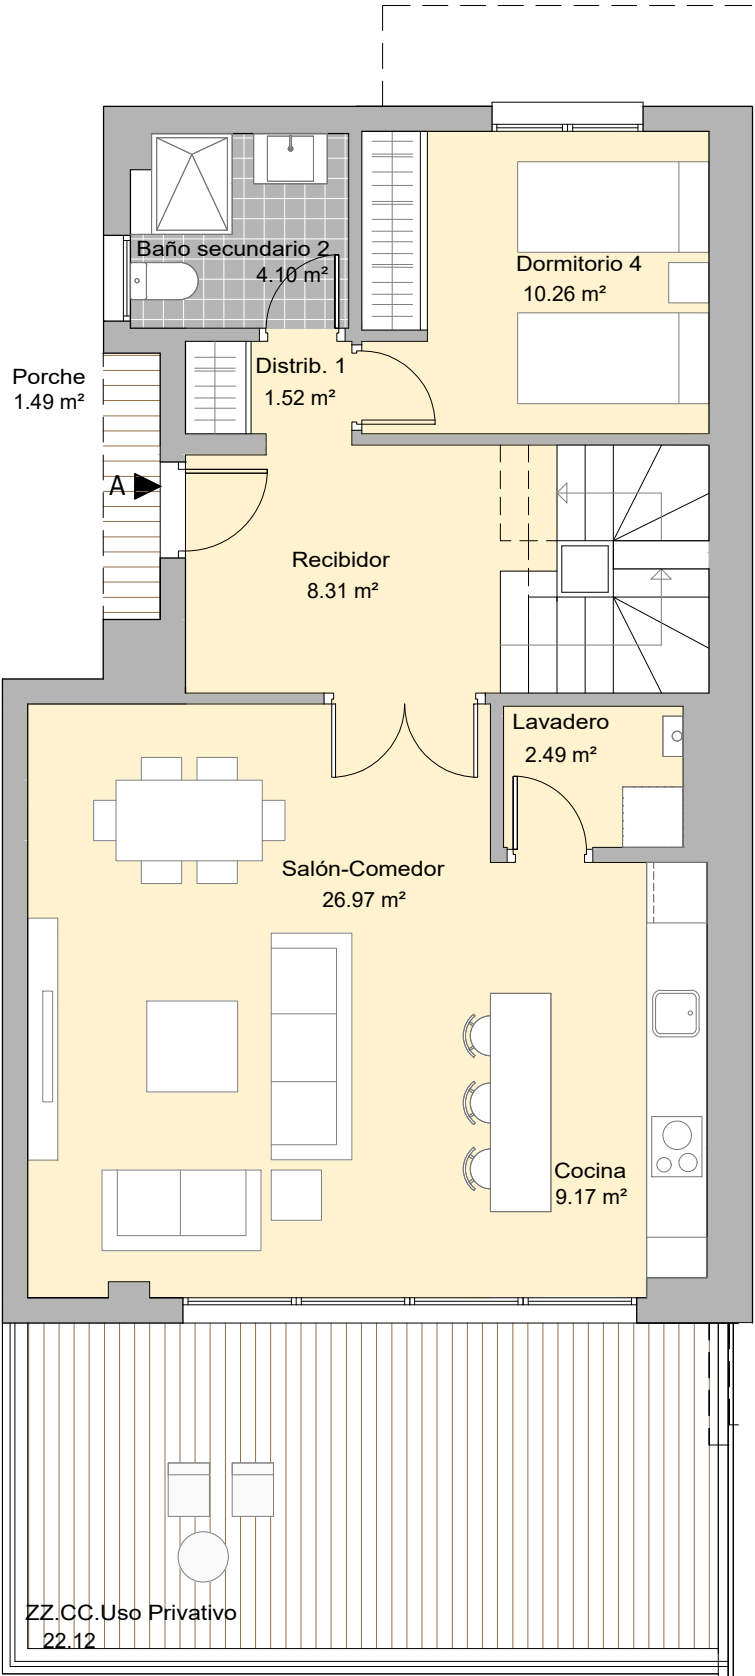 Baño secundario 2
4.10 m²
Dormitorio 4
10.26 m²
Distrib. 1
1.52 m²
Porche
1.49 m²
A
Recibidor
8.31 m²
Lavadero
2.49 m²
Salón-Comedor
26.97 m²
Cocina
9.17 m²
ZZ.CC.Uso Privativo
22.12